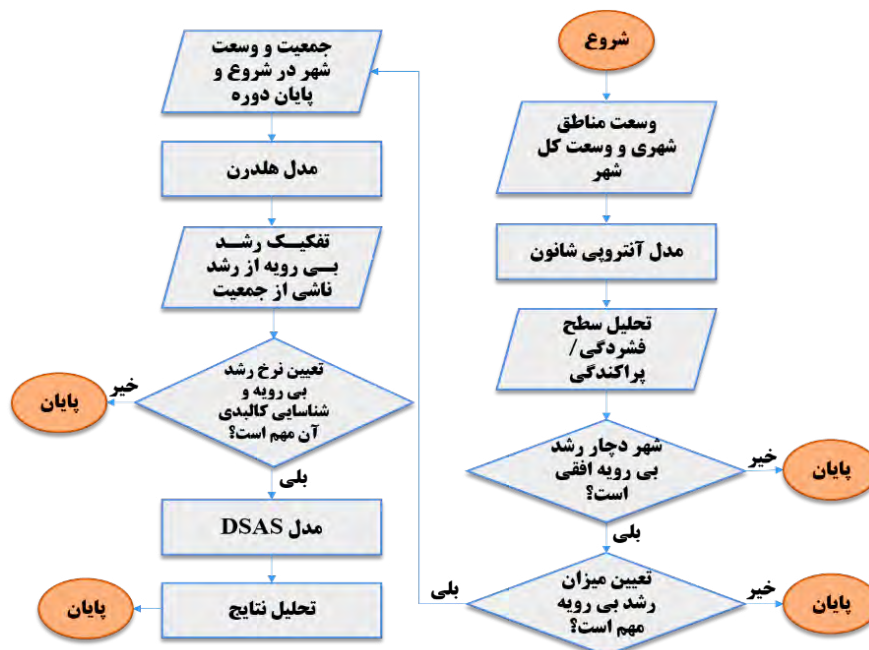 شروع
وسعت مناطق
شهری و وسعت کل
شهر
مدل آنتروپی شانون
تحلیل سطح
فشردگی/
پراکندگی
شهر دچار رشد
بی رویه افقی
است؟
خیر
پایان
بلی
تعیین میزان
رشد بی رویه
مهم است؟
خیر
پایان
بلی
جمعیت و وسعت
شهر در شروع و
پایان دوره
مدل هلدرن
تفکیک رشد
بی رویه از رشد
ناشی از جمعیت
تعیین نرخ رشد
بی رویه و
شناسایی کالبدی
آن مهم است؟
خیر
پایان
بلی
مدل DSAS
تحلیل نتایج
پایان